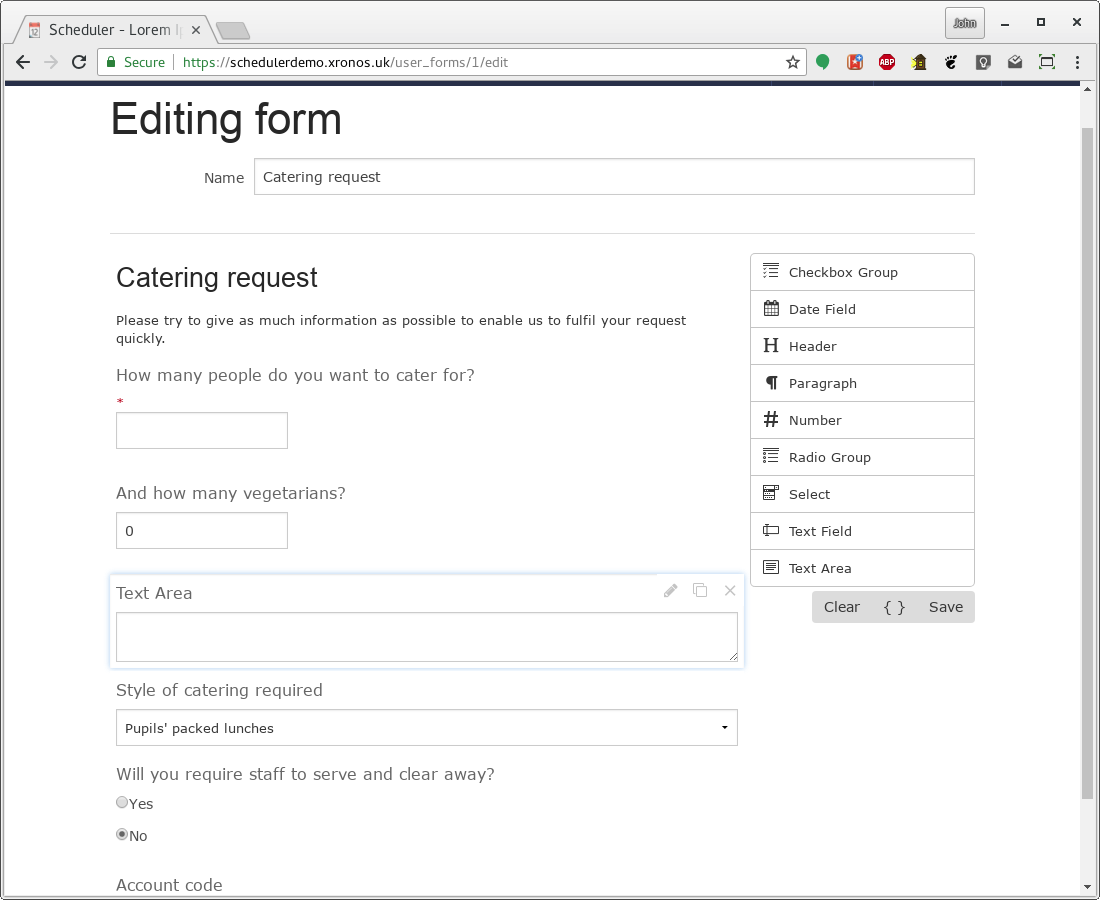 Scheduler - Lorem
John
Secure
https://schedulerdemo.xronos.uk/user_forms/1/edit
ABP
Editing form
Name
Catering request
Catering request
Please try to give as much information as possible to enable us to fulfil your request
quickly.
How many people do you want to cater for?
*
And how many vegetarians?
0
Text Area
Style of catering required
Pupils' packed lunches
Will you require staff to serve and clear away?
Yes
No
Account code
Checkbox Group
Date Field
H Header
¶ Paragraph
# Number
Radio Group
Select
Text Field
Text Area
Clear { } Save